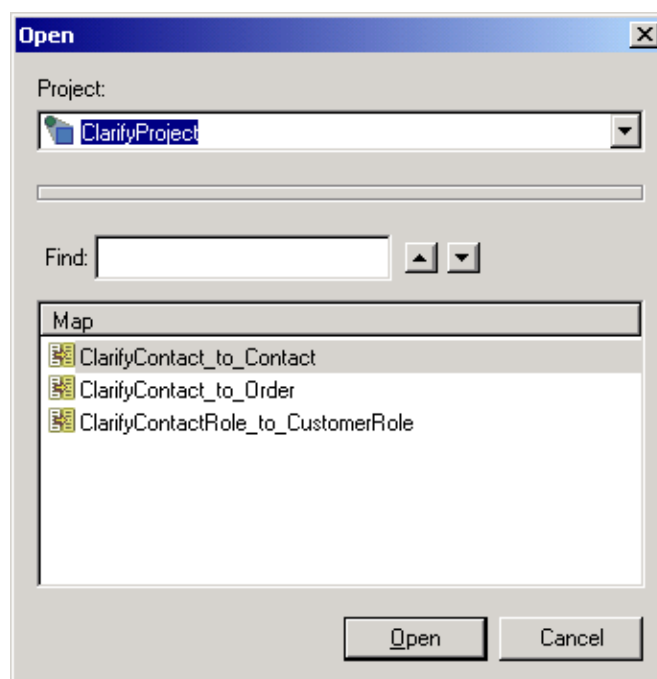 Open
Project:
ClarifyProject
Find:
Map
ClarifyContact_to_Contact
ClarifyContact_to_Order
ClarifyContactRole_to_CustomerRole
Open Cancel